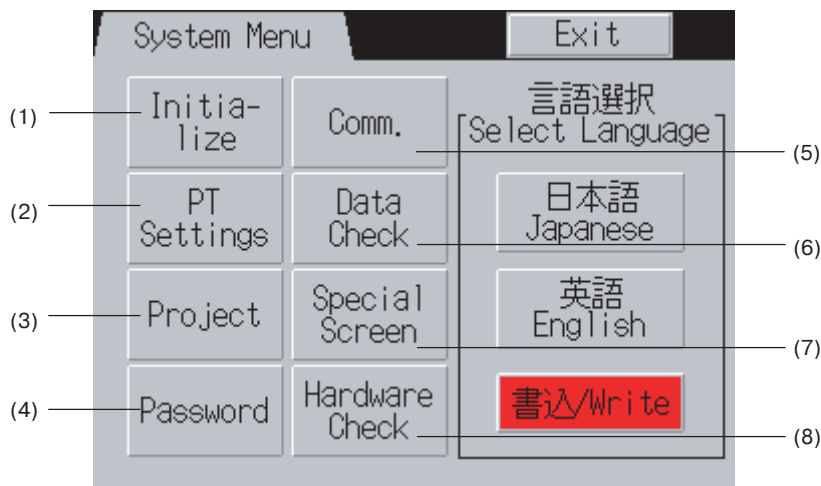 System Menu
Exit
(1)
Initia-
lize
Comm.
(5)
(2)
PT
Settings
Data
Check
(6)
(3)
Project
Special
Screen
(7)
(4)
Password
Hardware
Check
(8)
言語選択
Select Language
日本語
Japanese
英語
English
書込/Write